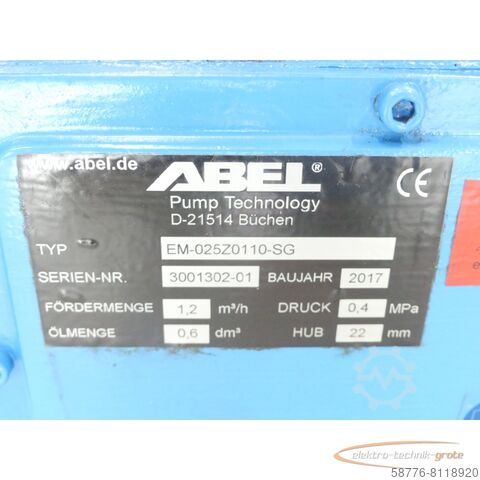 www.abel.de
ABEL®
CE
Pump Technology
D-21514 Büchen
TYP EM-025Z0110-SG
SERIEN-NR. 3001302-01 BAUJAHR 2017
FÖRDERMENGE 1,2 m³/h DRUCK 0,4 MPa
ÖLMENGE 0,6 dm³ HUB 22 mm
elektro-technik-grote
58776-8118920